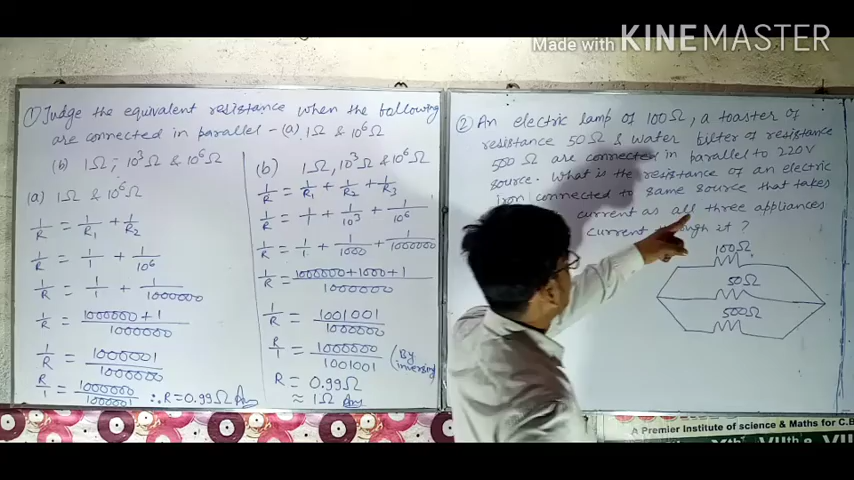 Made with KINEMASTER
① Judge the equivalent resistance when the following
are connected in parallel - (a) 1Ω & 10⁶Ω
(b) 1Ω, 10³Ω & 10⁶Ω
(a) 1Ω & 10⁶Ω
1/R = 1/R₁ + 1/R₂
1/R = 1/1 + 1/10⁶
1/R = 1/1 + 1/1000000
1/R = 1000000+1/1000000
1/R = 1000001/1000000
R/1 = 1000000/1000001 ∴ R=0.99Ω Ans
(b) 1Ω, 10³Ω & 10⁶Ω
1/R = 1/R₁ + 1/R₂ + 1/R₃
1/R = 1/1 + 1/10³ + 1/10⁶
1/R = 1/1 + 1/1000 + 1/1000000
1/R = 1000000+1000+1/1000000
1/R = 1001001/1000000
R/1 = 1000000/1001001 (By
inversing)
R = 0.99Ω
≈ 1Ω Ans
② An electric lamp of 100Ω, a toaster of
resistance 50Ω & water filter of resistance
500Ω are connected in parallel to 220V
source. What is the resistance of an electric
iron connected to same source that takes
current as all three appliances
current it ?
100Ω
50Ω
500Ω
A Premier Institute of science & Maths for C.B
VIIth